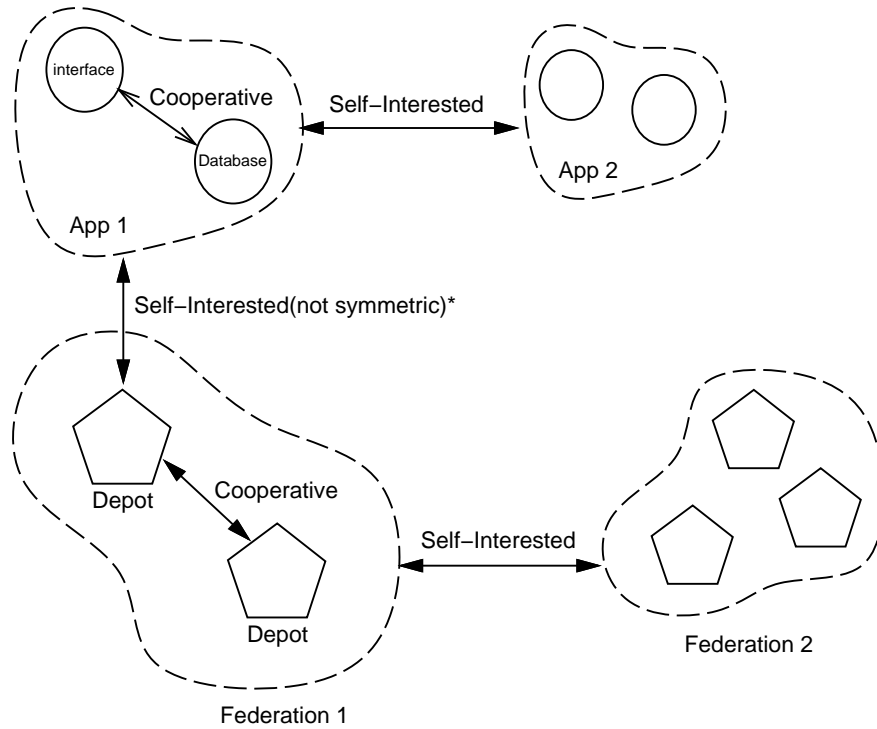 interface
Cooperative
Database
App 1
Self−Interested
App 2
Self−Interested(not symmetric)*
Depot
Cooperative
Depot
Federation 1
Self−Interested
Federation 2